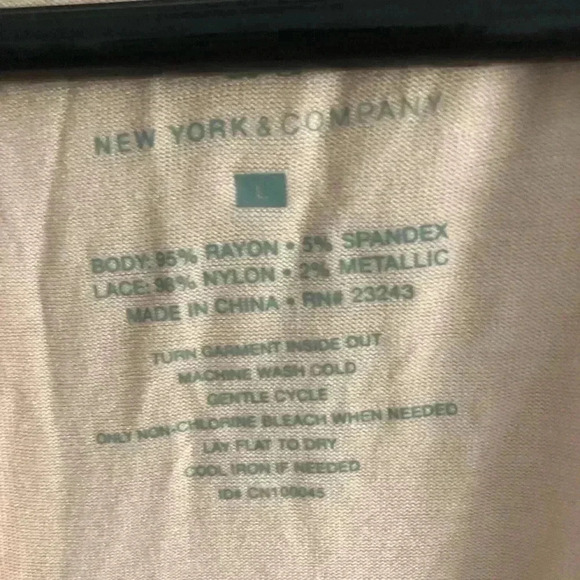 NEW YORK & COMPANY
L
BODY: 95% RAYON • 5% SPANDEX
LACE: 98% NYLON • 2% METALLIC
MADE IN CHINA • RN# 23243
TURN GARMENT INSIDE OUT
MACHINE WASH COLD
GENTLE CYCLE
ONLY NON-CHLORINE BLEACH WHEN NEEDED
LAY FLAT TO DRY
COOL IRON IF NEEDED
ID# CN100045